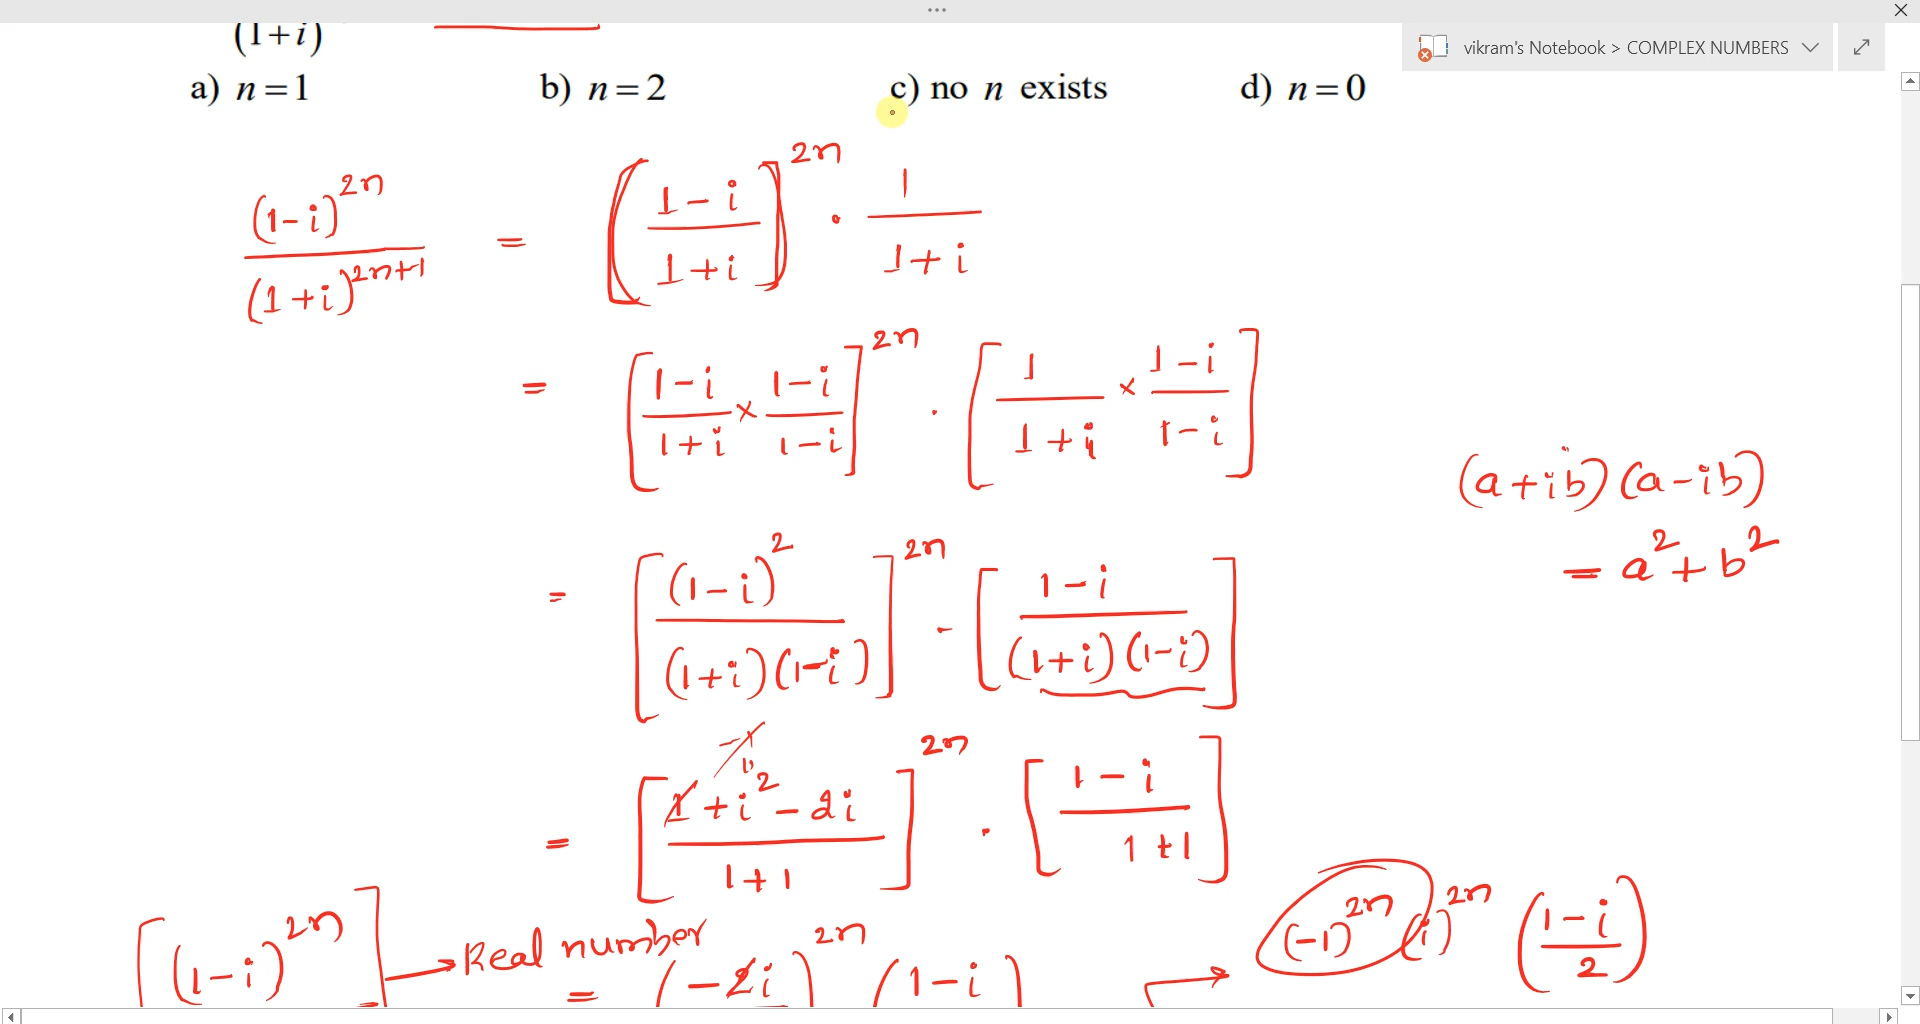 (1+i)
vikram's Notebook > COMPLEX NUMBERS
a) n=1 b) n=2 c) no n exists d) n=0
(1-i)^2n / (1+i)^2n+1 = [(1-i / 1+i)]^2n . 1 / 1+i
= [1-i / 1+i × 1-i / 1-i]^2n . [1 / 1+i × 1-i / 1-i]
(a+ib)(a-ib)
= a^2+b^2
= [(1-i)^2 / (1+i)(1-i)]^2n - [1-i / (1+i)(1-i)]
-1
= [1+i^2-2i / 1+1]^2n . [1-i / 1+1]
[(1-i)^2n] → Real number
= (-2i)^2n (1-i)
→ (-1)^2n (i)^2n (1-i / 2)